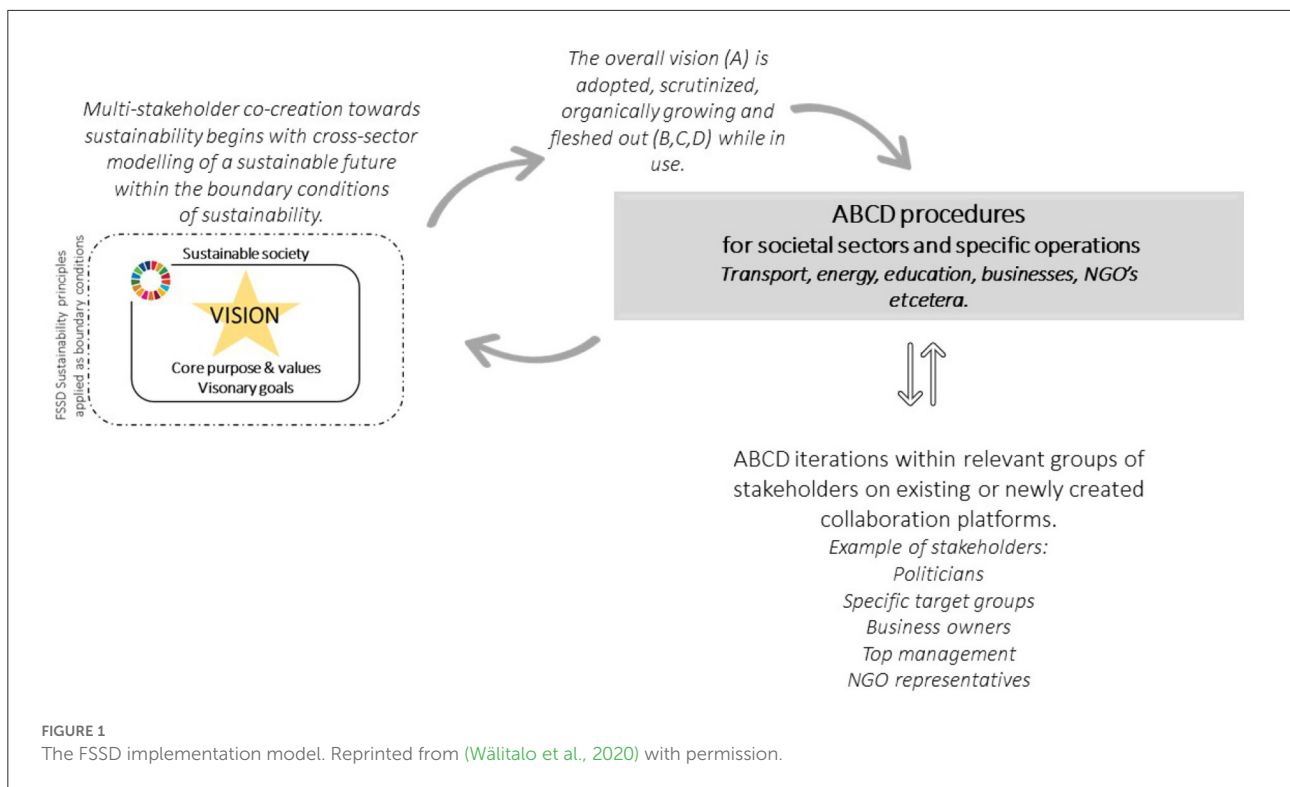 Multi-stakeholder co-creation towards
sustainability begins with cross-sector
modelling of a sustainable future
within the boundary conditions
of sustainability.
FSSD Sustainability principles
applied as boundary conditions
Sustainable society
VISION
Core purpose & values
Visonary goals
The overall vision (A) is
adopted, scrutinized,
organically growing and
fleshed out (B,C,D) while in
use.
ABCD procedures
for societal sectors and specific operations
Transport, energy, education, businesses, NGO's
etcetera.
ABCD iterations within relevant groups of
stakeholders on existing or newly created
collaboration platforms.
Example of stakeholders:
Politicians
Specific target groups
Business owners
Top management
NGO representatives
FIGURE 1
The FSSD implementation model. Reprinted from (Wälitalo et al., 2020) with permission.